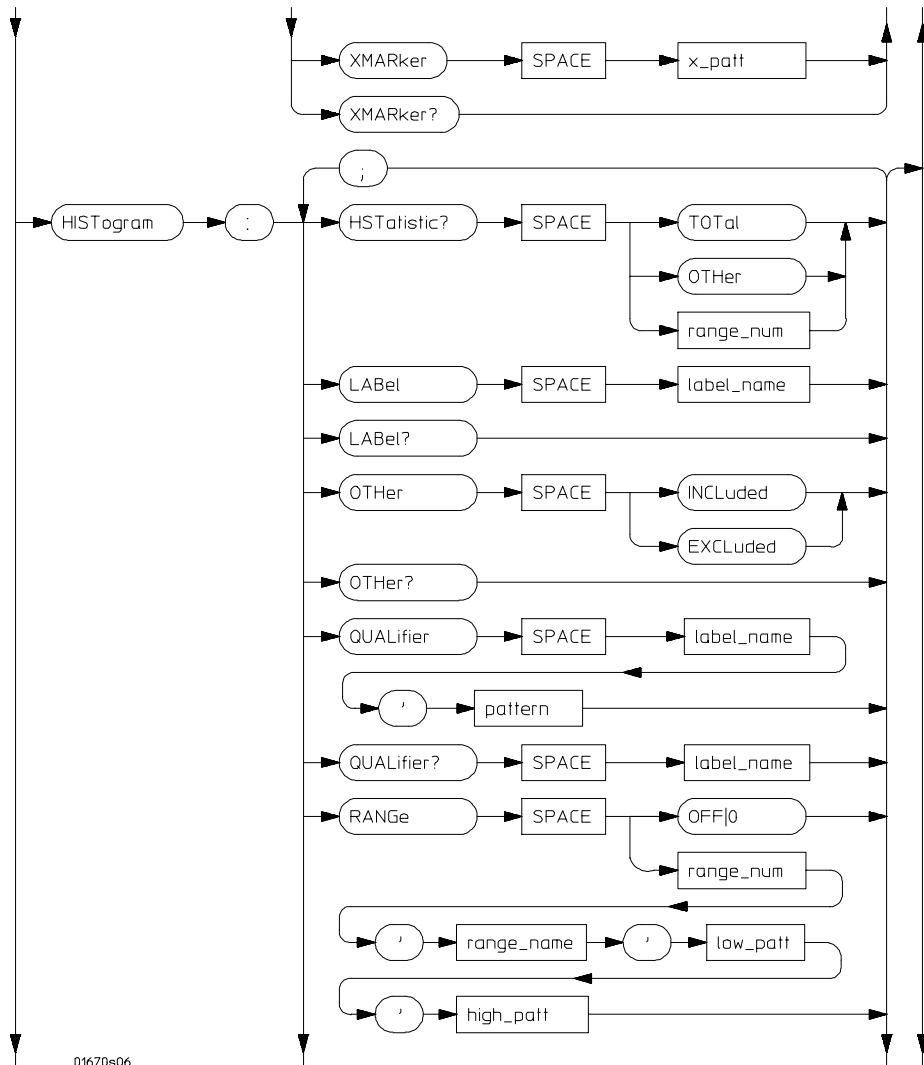 XMARker SPACE x_patt
XMARker?
;
HISTogram : HSTatistic? SPACE TOTal
OTHer
range_num
LABel SPACE label_name
LABel?
OTHer SPACE INCLuded
EXCLuded
OTHer?
QUALifier SPACE label_name
, pattern
QUALifier? SPACE label_name
RANGe SPACE OFF|0
range_num
, range_name , low_patt
, high_patt
01670s06